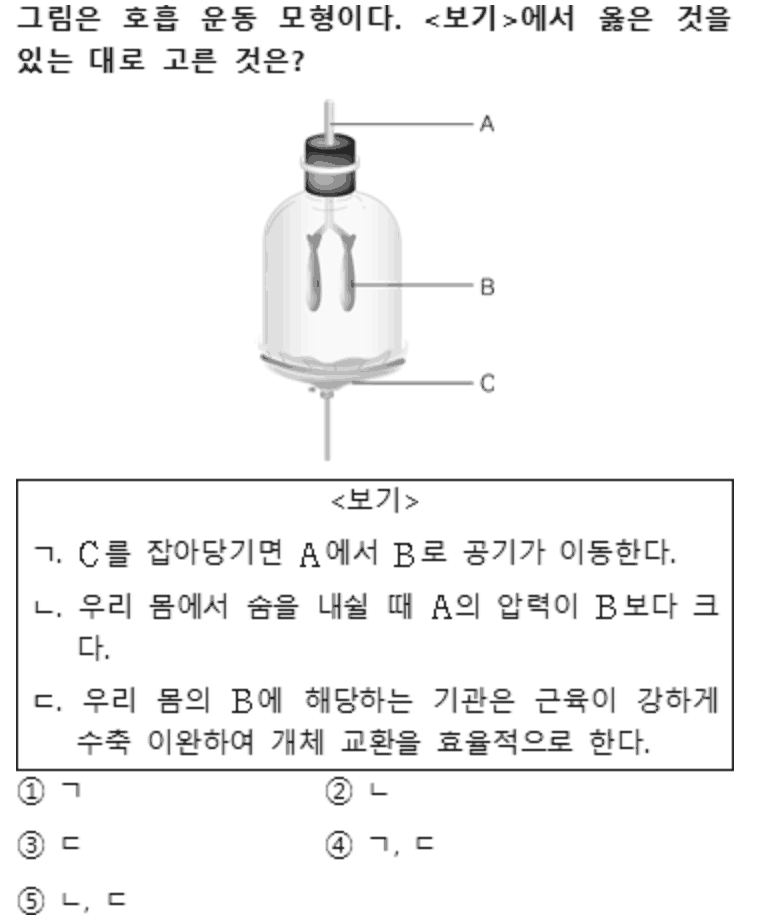 그림은 호흡 운동 모형이다. <보기>에서 옳은 것을
있는 대로 고른 것은?
A
B
C
<보기>
ㄱ. C를 잡아당기면 A에서 B로 공기가 이동한다.
ㄴ. 우리 몸에서 숨을 내쉴 때 A의 압력이 B보다 크
다.
ㄷ. 우리 몸의 B에 해당하는 기관은 근육이 강하게
수축 이완하여 개체 교환을 효율적으로 한다.
① ㄱ ② ㄴ
③ ㄷ ④ ㄱ, ㄷ
⑤ ㄴ, ㄷ